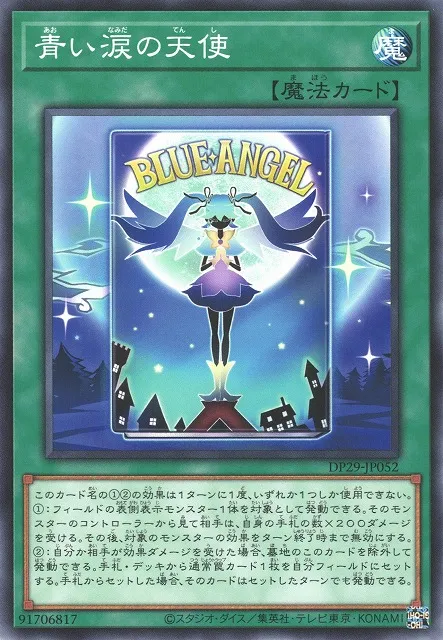 青い涙の天使
【魔法カード】
魔
BLUE ANGEL
DP29-JP052
このカード名の①②の効果は1ターンに1度、いずれか1つしか使用できない。
①:フィールドの表側表示モンスター1体を対象として発動できる。そのモ
ンスターのコントローラーから見て相手は、自身の手札の数×200ダメージ
を受ける。その後、対象のモンスターの効果をターン終了時まで無効にする。
②:自分か相手が効果ダメージを受けた場合、墓地のこのカードを除外して
発動できる。手札・デッキから通常罠カード1枚を自分フィールドにセット
する。手札からセットした場合、そのカードはセットしたターンでも発動できる。
91706817
©スタジオ・ダイス/集英社・テレビ東京・KONAMI